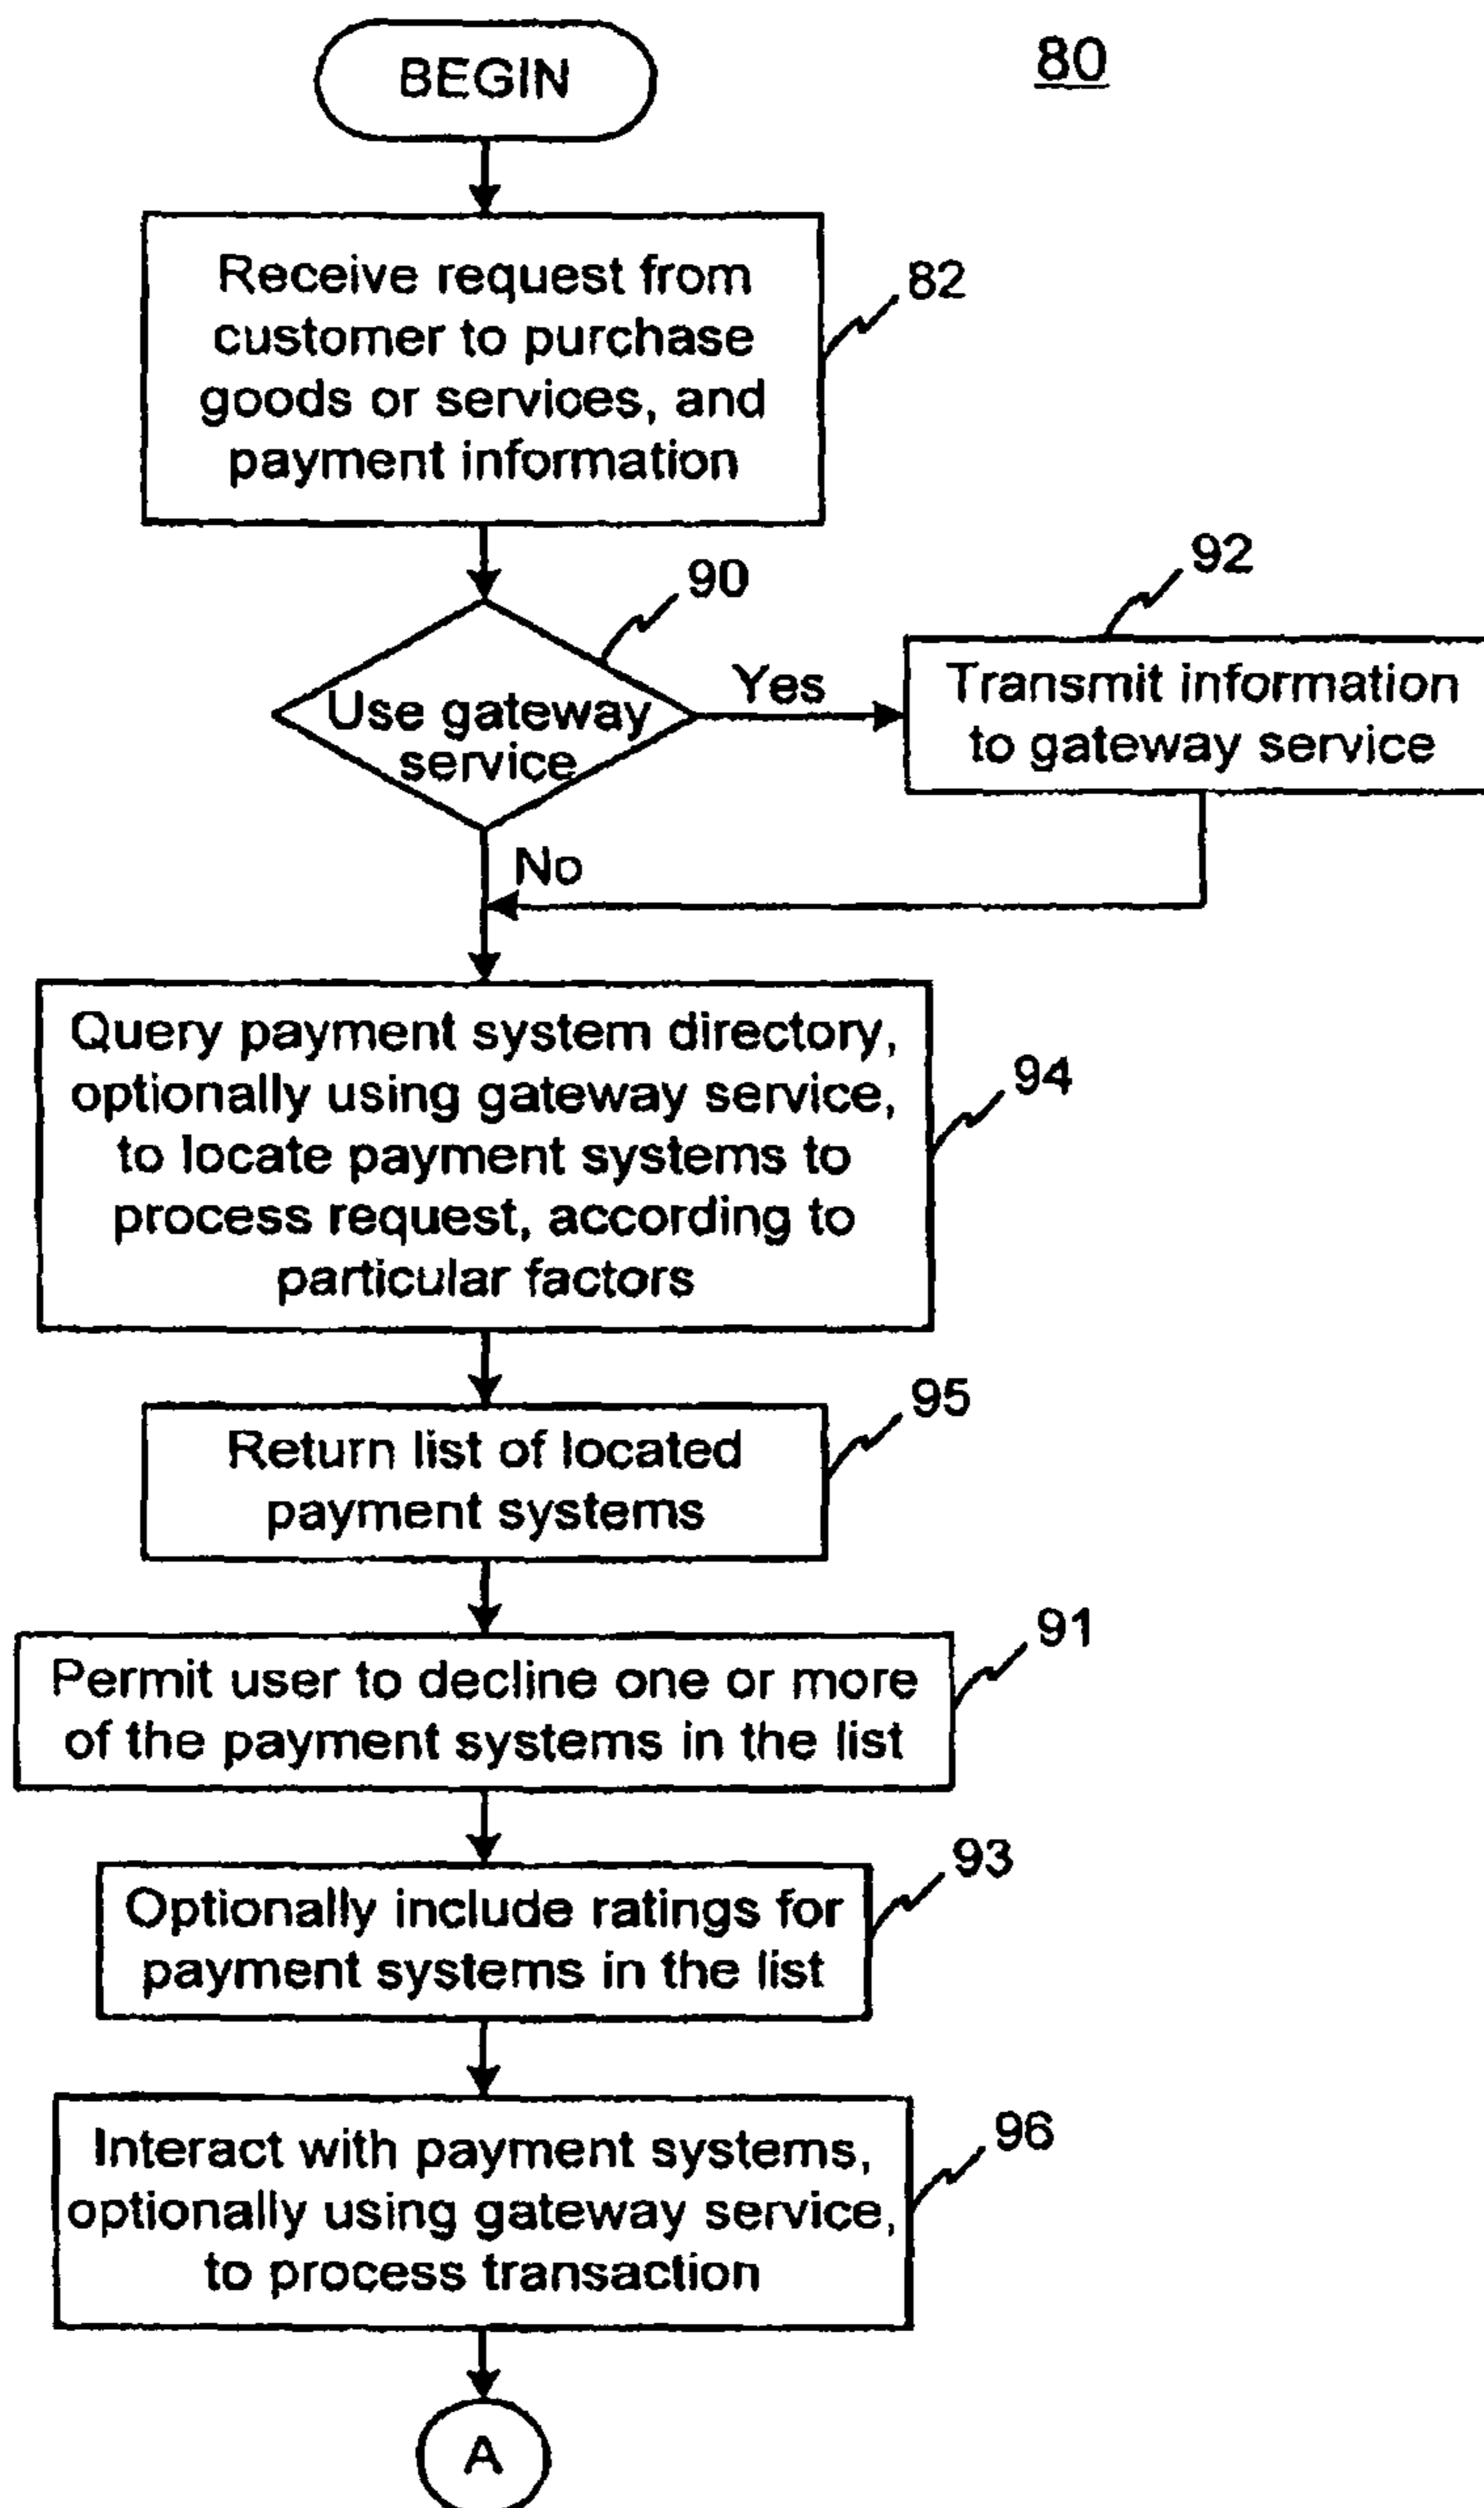 BEGIN
80
Receive request from
customer to purchase
goods or services, and
payment information
82
90
Use gateway
service
Yes
92
Transmit information
to gateway service
No
Query payment system directory,
optionally using gateway service,
to locate payment systems to
process request, according to
particular factors
94
Return list of located
payment systems
95
Permit user to decline one or more
of the payment systems in the list
91
Optionally include ratings for
payment systems in the list
93
Interact with payment systems,
optionally using gateway service,
to process transaction
96
A